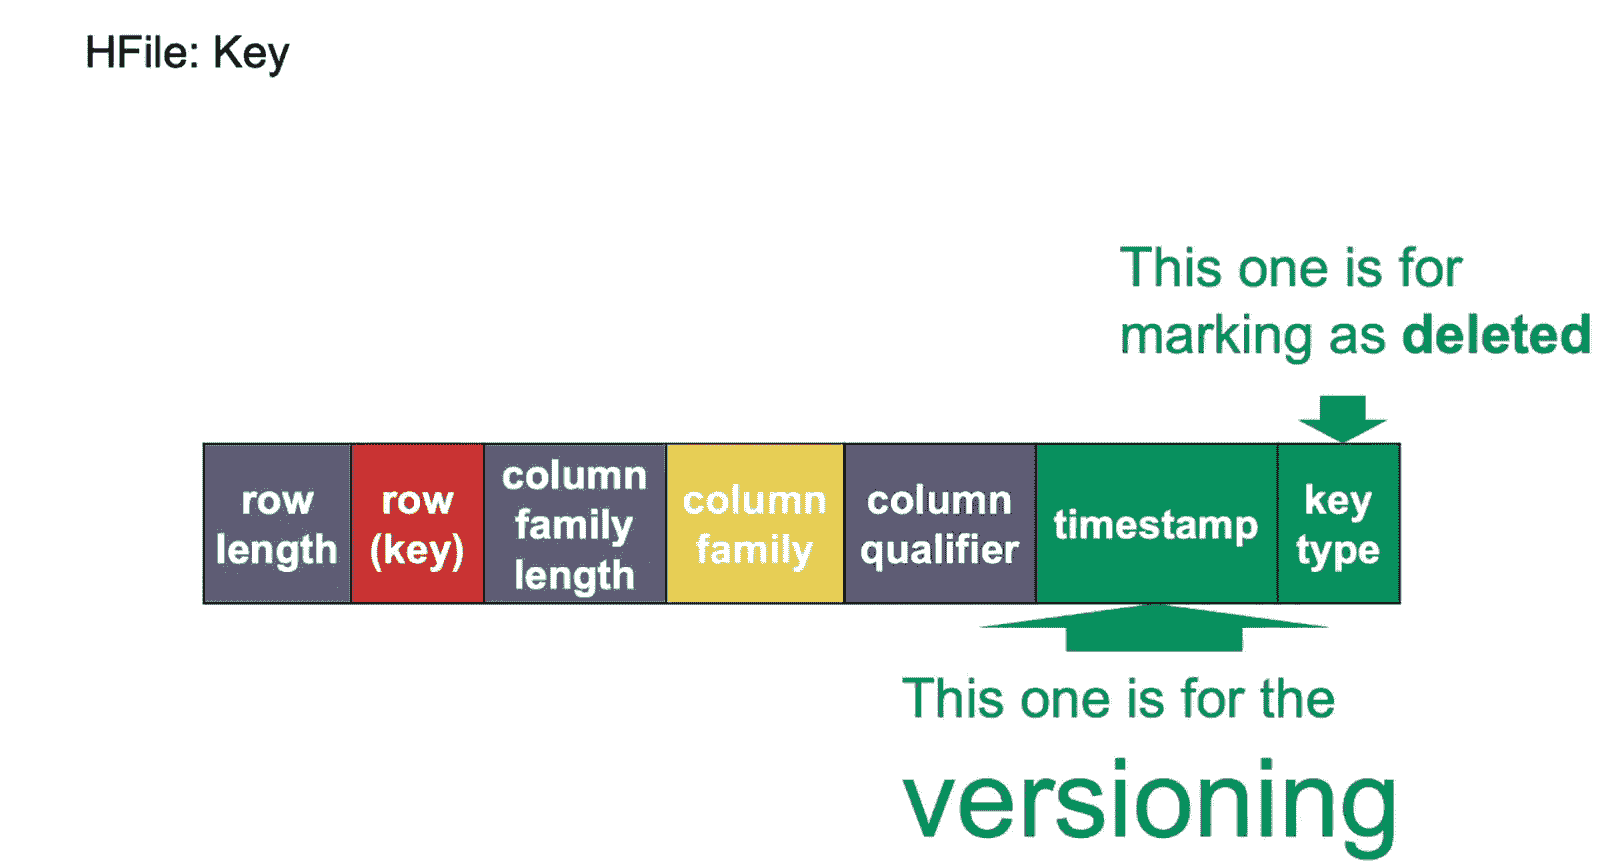 HFile: Key
This one is for
marking as deleted
row
length
row
(key)
column
family
length
column
family
column
qualifier
timestamp
key
type
This one is for the
versioning